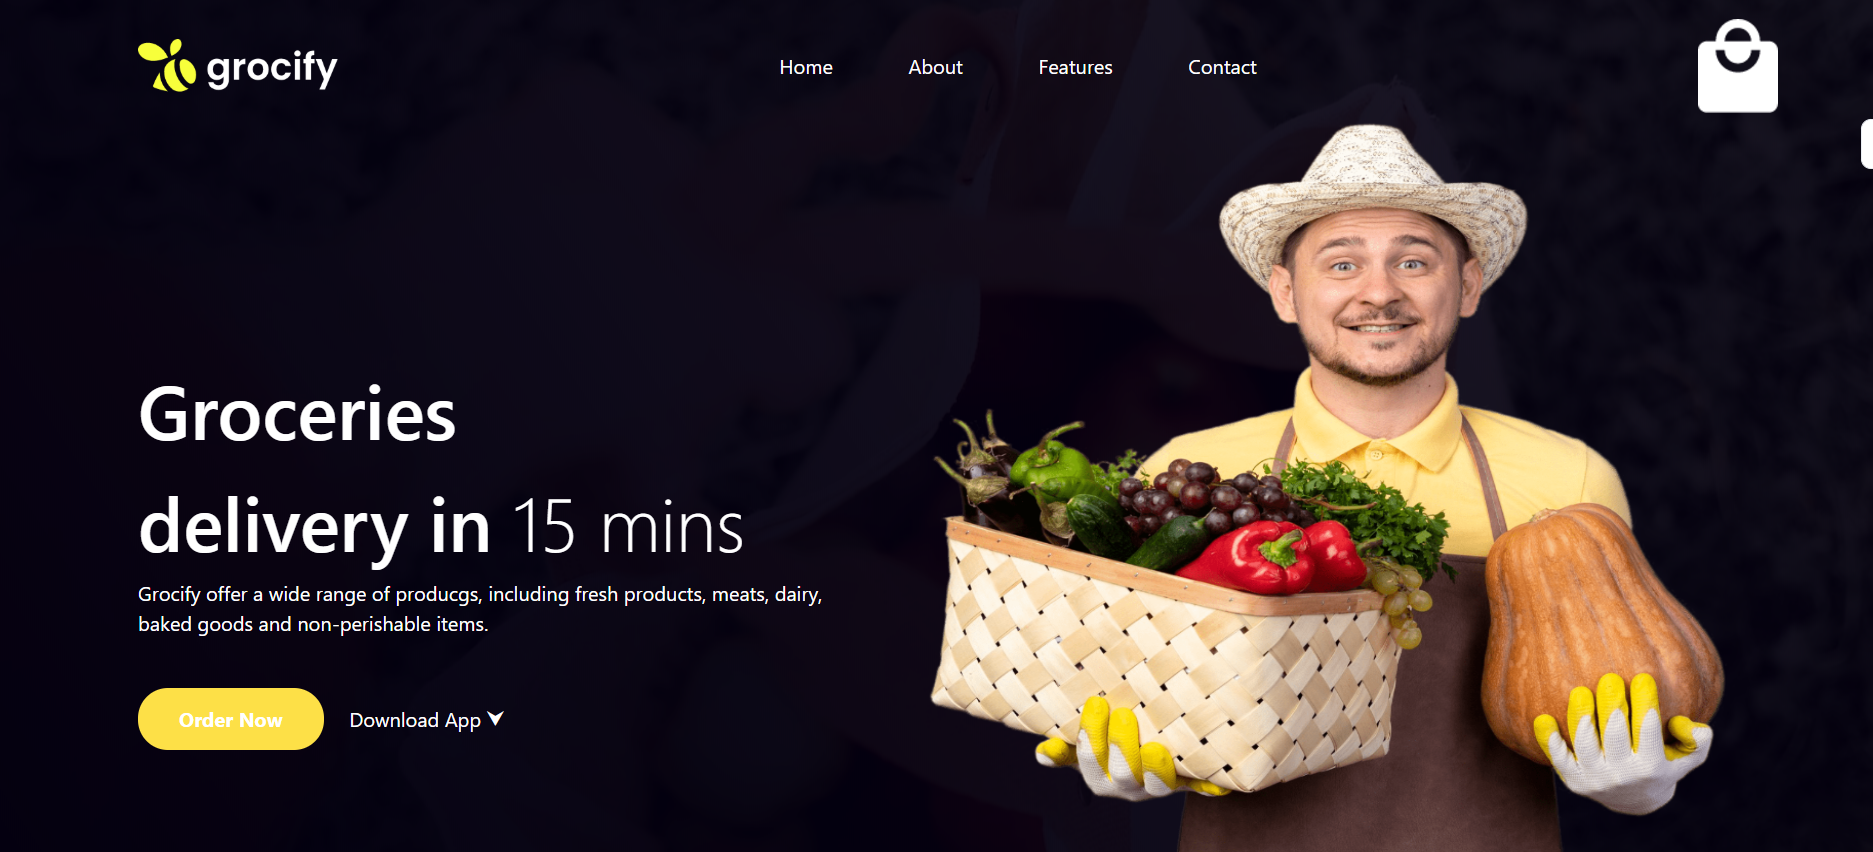 grocify
Home
About
Features
Contact
Groceries
delivery in 15 mins
Grocify offer a wide range of producgs, including fresh products, meats, dairy,
baked goods and non-perishable items.
Order Now
Download App